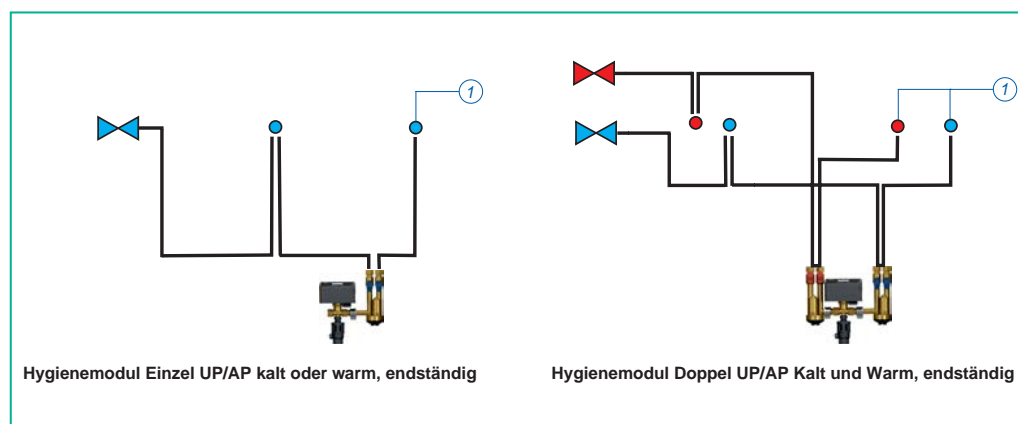 1
1
Hygienemodul Einzel UP/AP kalt oder warm, endständig
Hygienemodul Doppel UP/AP Kalt und Warm, endständig